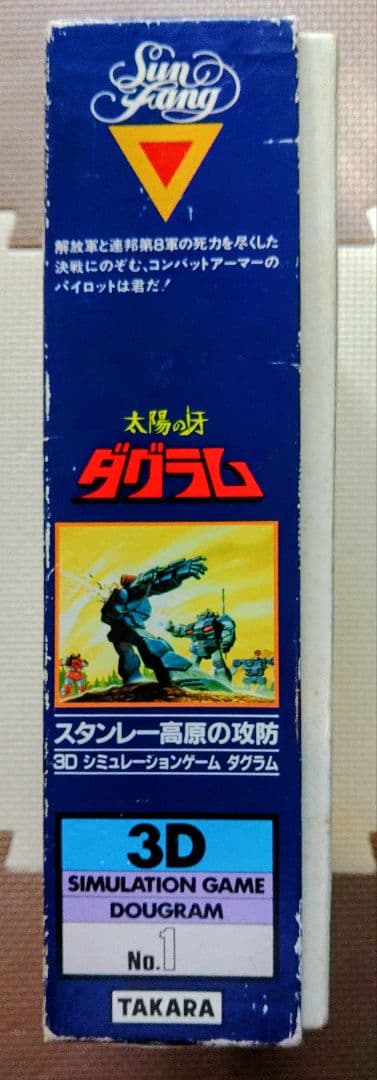 Sun
Fang
解放軍と連邦第8軍の死力を尽くした
決戦にのぞむ、コンバットアーマーの
パイロットは君だ!
太陽の牙
ダグラム
スタンレー高原の攻防
3D シミュレーションゲーム ダグラム
3D
SIMULATION GAME
DOUGRAM
No.1
TAKARA